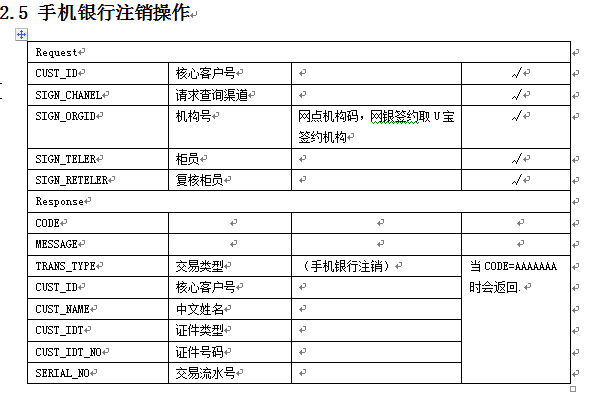 2.5 手机银行注销操作
Request
CUST_ID 核心客户号 √
SIGN_CHANEL 请求查询渠道 √
SIGN_ORGID 机构号 网点机构码，网银签约取U宝 √
签约机构
SIGN_TELER 柜员 √
SIGN_RETELER 复核柜员 √
Response
CODE
MESSAGE
TRANS_TYPE 交易类型 （手机银行注销） 当CODE=AAAAAAA
CUST_ID 核心客户号 时会返回.
CUST_NAME 中文姓名
CUST_IDT 证件类型
CUST_IDT_NO 证件号码
SERIAL_NO 交易流水号